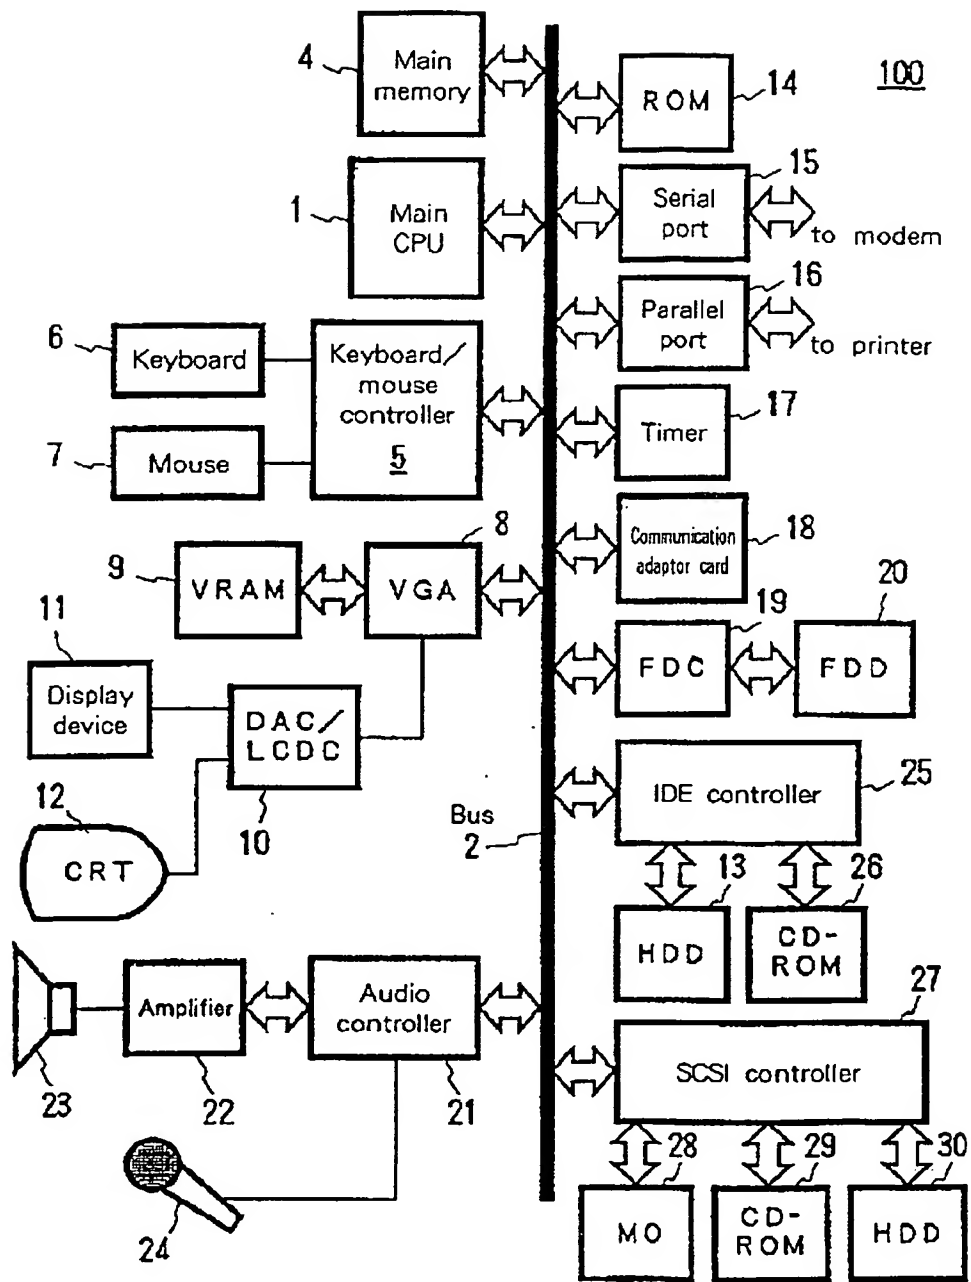 100
4
Main
memory
1
Main
CPU
6
Keyboard
7
Mouse
Keyboard/
mouse
controller
5
8
VGA
9
VRAM
11
Display
device
DAC/
LCDC
10
12
CRT
Bus
2
23
Amplifier
22
Audio
controller
21
24
ROM
14
15
Serial
port
to modem
16
Parallel
port
to printer
17
Timer
18
Communication
adaptor card
19
FDC
20
FDD
25
IDE controller
13
HDD
26
CD-
ROM
27
SCSI controller
28
MO
29
CD-
ROM
30
HDD